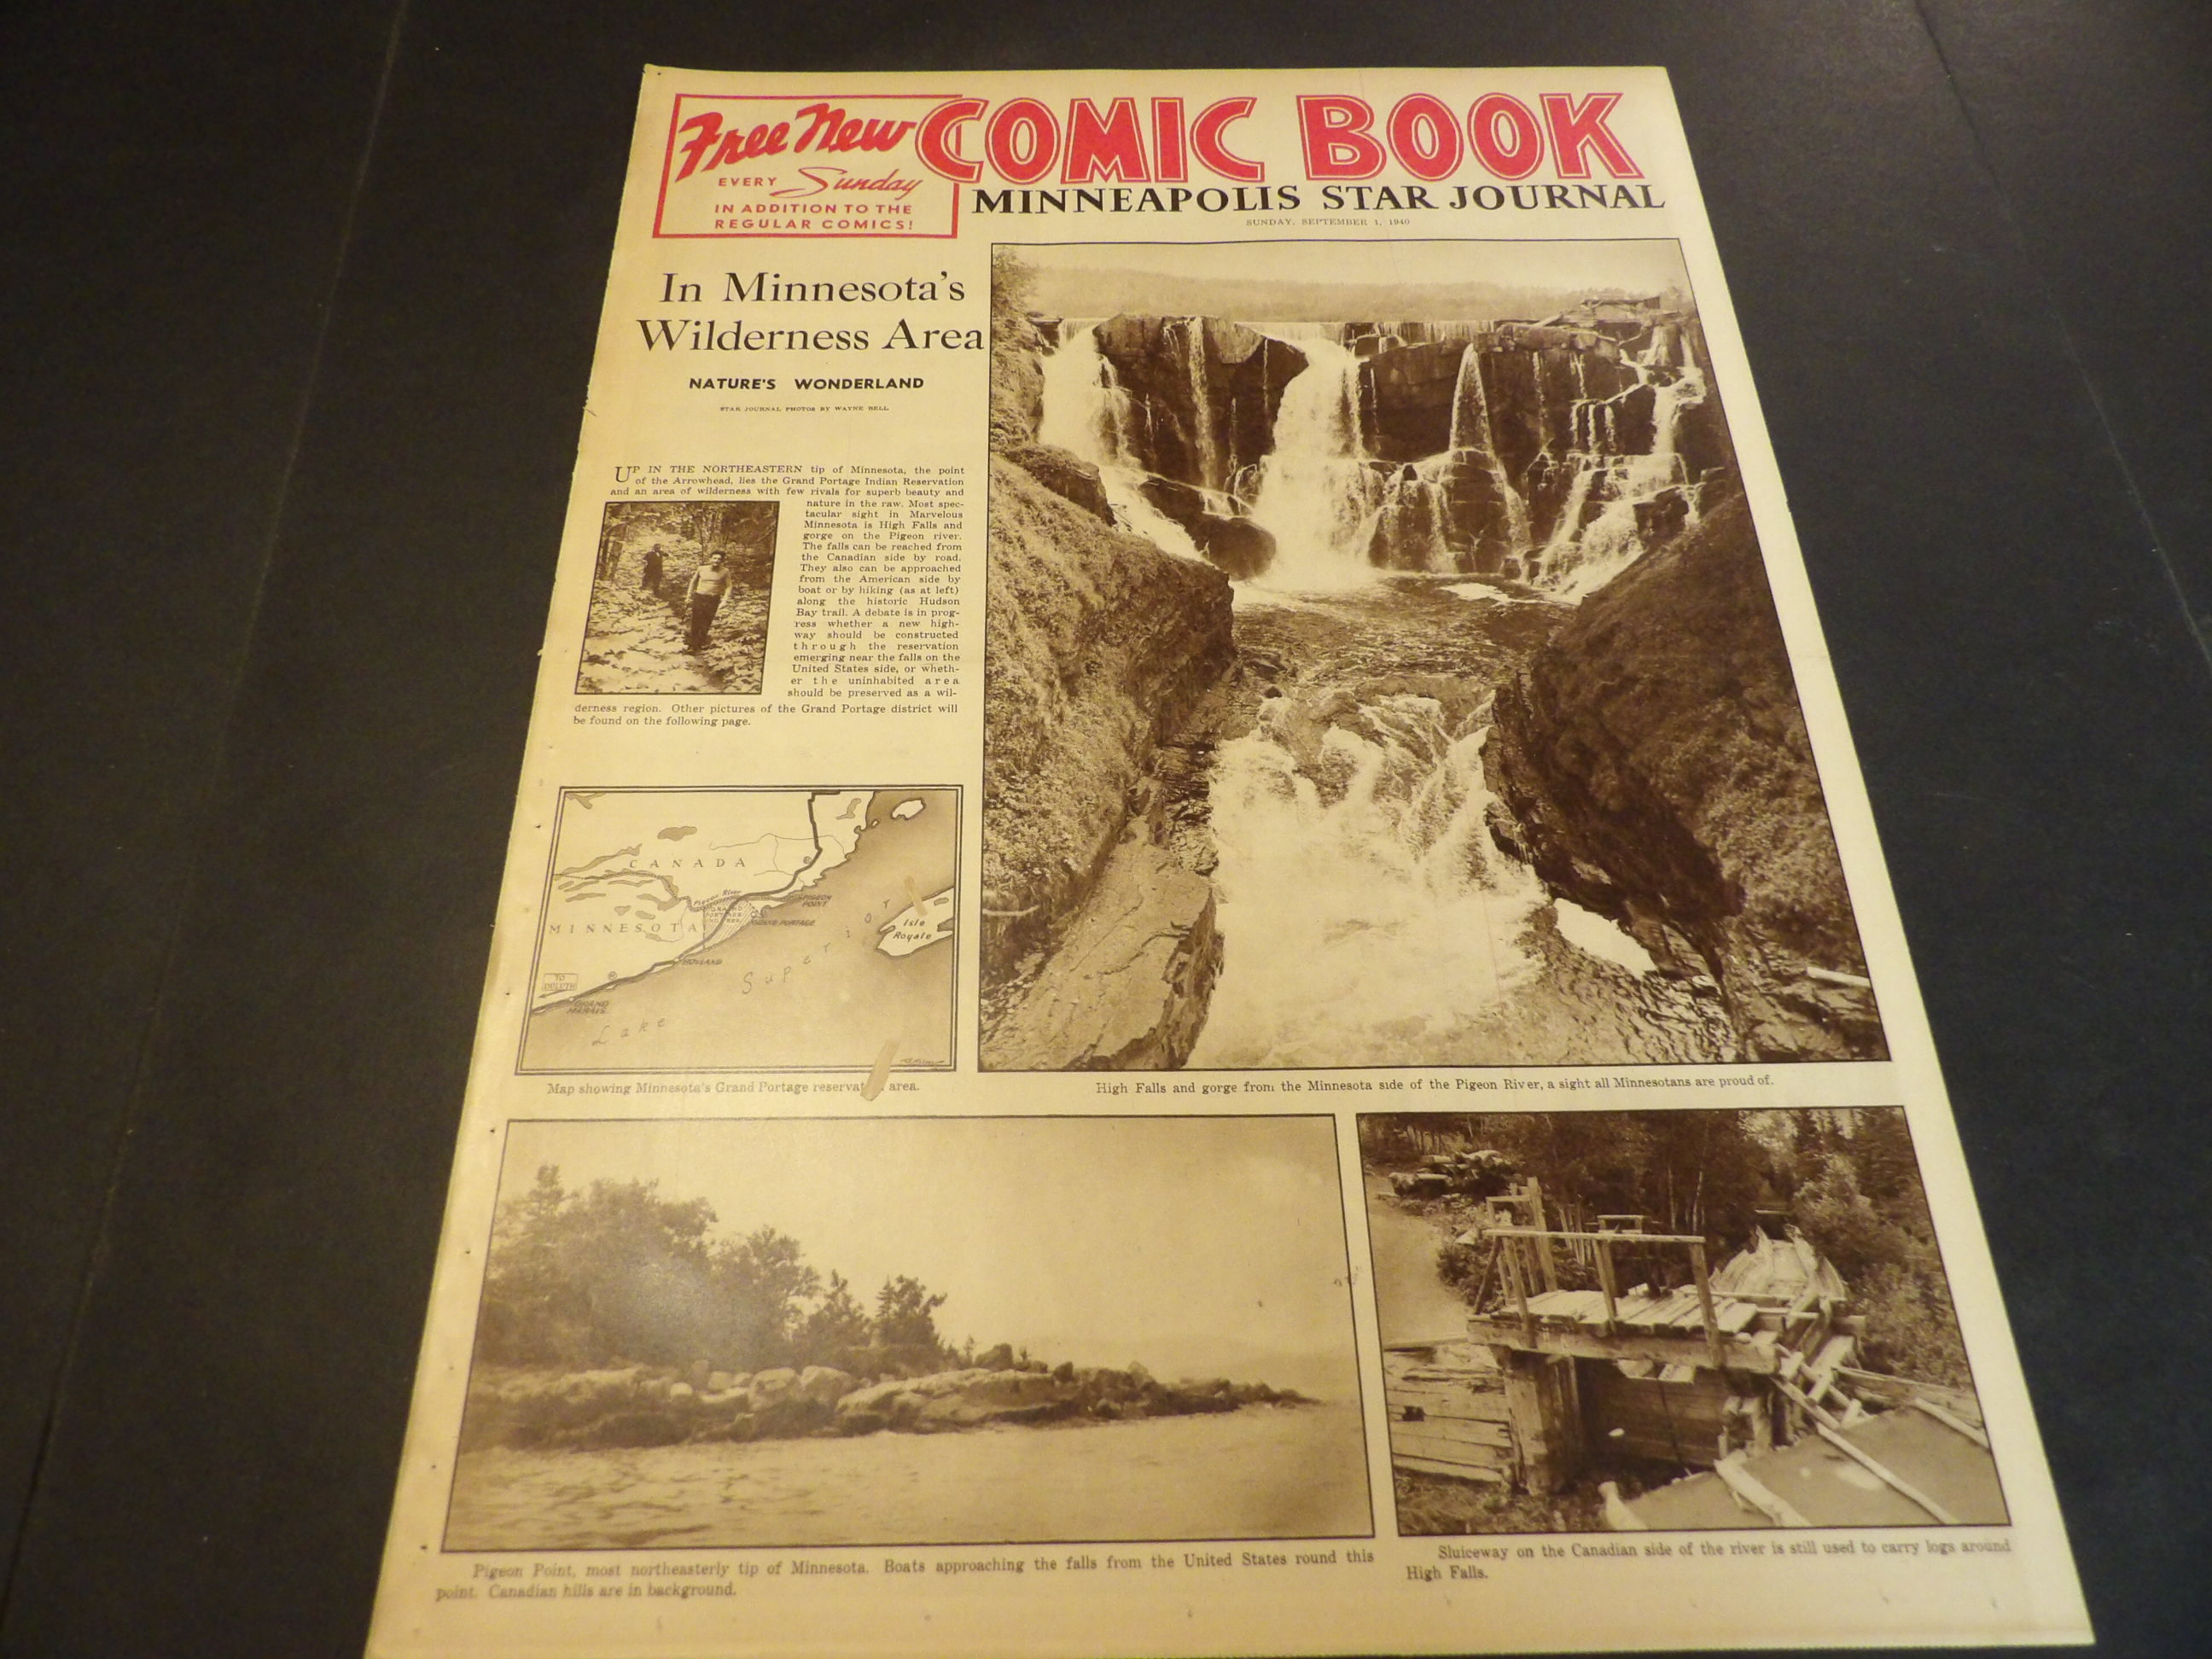 Free New COMIC BOOK
EVERY Sunday
IN ADDITION TO THE
REGULAR COMICS!
MINNEAPOLIS STAR JOURNAL
SUNDAY, SEPTEMBER 1, 1940
In Minnesota's
Wilderness Area
NATURE'S WONDERLAND
STAR JOURNAL PHOTOS BY WAYNE BELL
UP IN THE NORTHEASTERN tip of Minnesota, the point
of the Arrowhead, lies the Grand Portage Indian Reservation
and an area of wilderness with few rivals for superb beauty and
nature in the raw. Most spec-
tacular sight in Marvelous
Minnesota is High Falls and
gorge on the Pigeon river.
The falls can be reached from
the Canadian side by road.
They also can be approached
from the American side by
boat or by hiking (as at left)
along the historic Hudson
Bay trail. A debate is in prog-
ress whether a new high-
way should be constructed
through the reservation
emerging near the falls on the
United States side, or wheth-
er the uninhabited area
should be preserved as a wil-
derness region. Other pictures of the Grand Portage district will
be found on the following page.
CANADA
Pigeon River
PIGEON
POINT
GRAND PORTAGE
MINNESOTA
Isle
Royale
HOVLAND
TO
DULUTH
GRAND
MARAIS
Lake Superior
Map showing Minnesota's Grand Portage reservat area.
High Falls and gorge from the Minnesota side of the Pigeon River, a sight all Minnesotans are proud of.
Pigeon Point, most northeasterly tip of Minnesota. Boats approaching the falls from the United States round this
point. Canadian hills are in background.
Sluiceway on the Canadian side of the river is still used to carry logs around
High Falls.